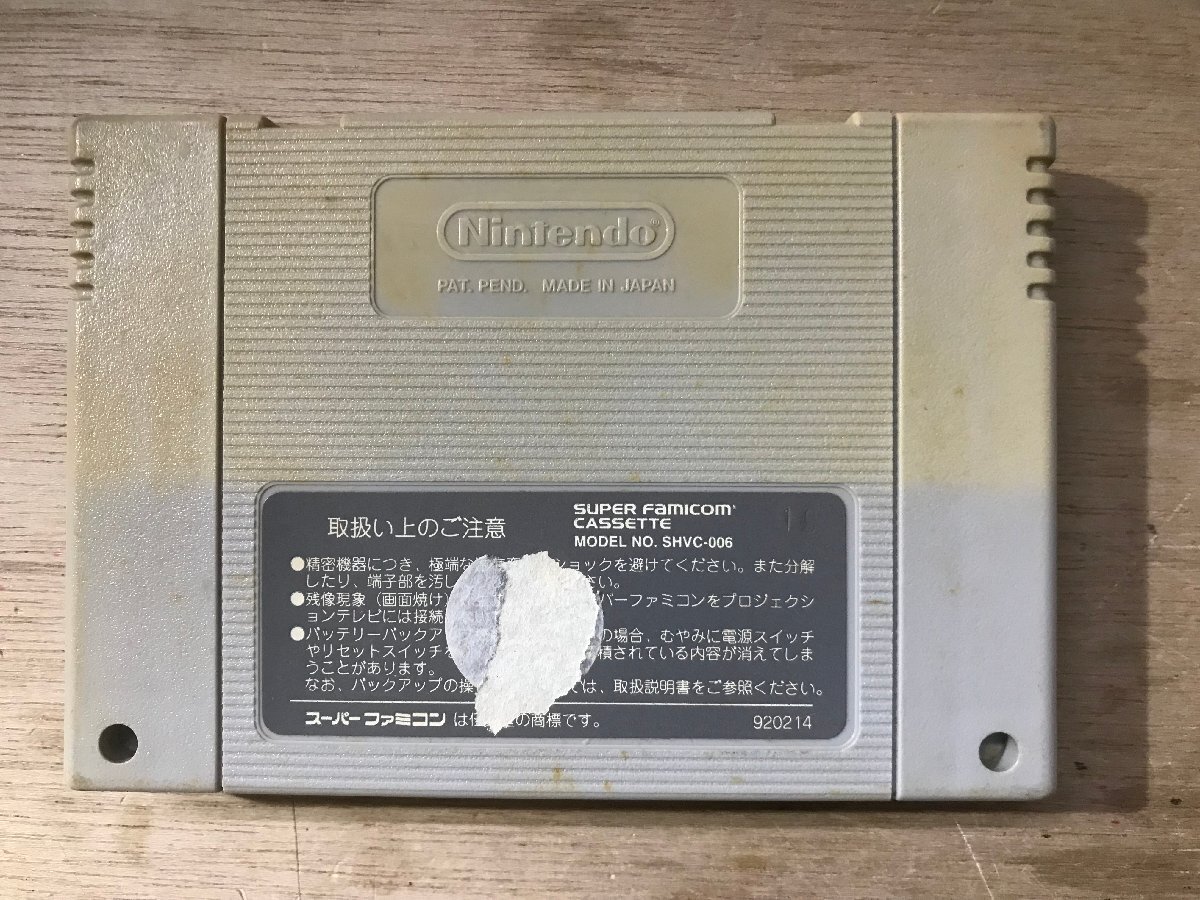 Nintendo®
PAT. PEND. MADE IN JAPAN
取扱い上のご注意
SUPER FAMICOM
CASSETTE
MODEL NO. SHVC-006
●精密機器につき、極端な ョックを避けてください。また分解
したり、端子部を汚し さい。
●残像現象（画面焼け） パーファミコンをプロジェクシ
ョンテレビには接続
●バッテリーバックア の場合、むやみに電源スイッチ
やリセットスイッチを 積されている内容が消えてしま
うことがあります。
なお、バックアップの操 は、取扱説明書をご参照ください。
スーパーファミコン は任 の商標です。
920214